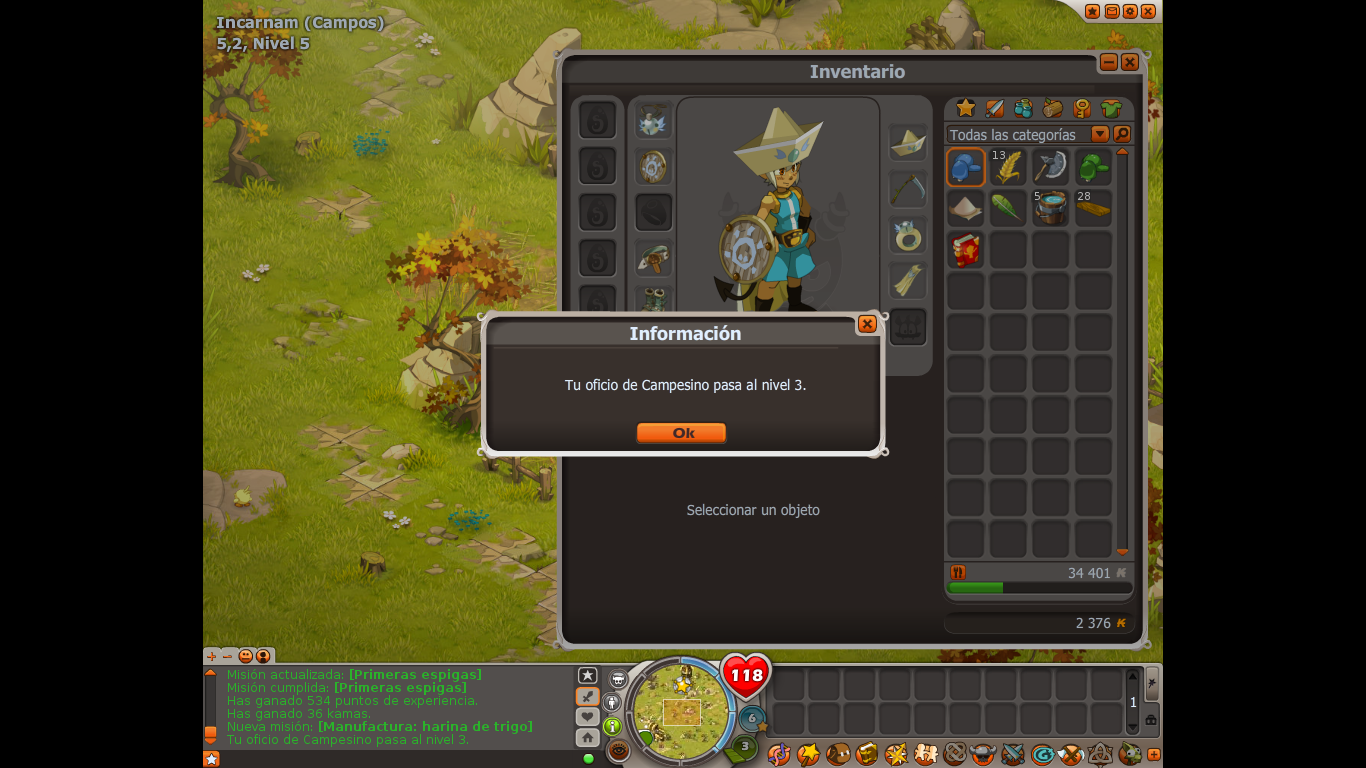 Incarnam (Campos)
5,2, Nivel 5
Inventario
Todas las categorías
13
5
28
Información
Tu oficio de Campesino pasa al nivel 3.
Ok
Seleccionar un objeto
34 401
2 376
Misión actualizada: [Primeras espigas]
Misión cumplida: [Primeras espigas]
Has ganado 534 puntos de experiencia.
Has ganado 36 kamas.
Nueva misión: [Manufactura: harina de trigo]
Tu oficio de Campesino pasa al nivel 3.
118
6
3
1